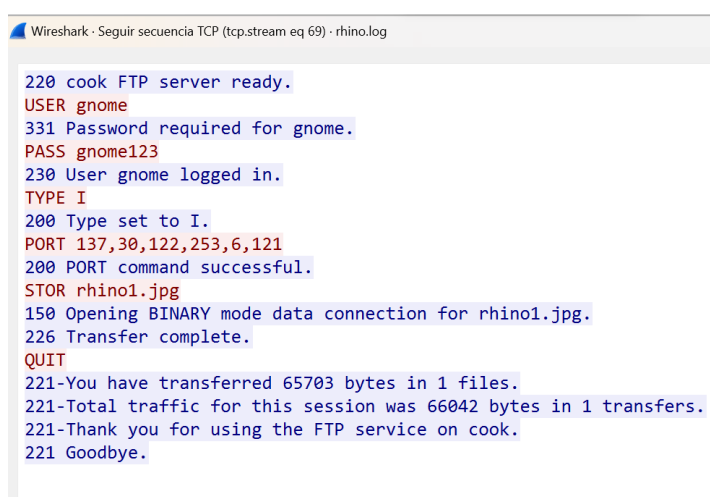 Wireshark · Seguir secuencia TCP (tcp.stream eq 69) · rhino.log
220 cook FTP server ready.
USER gnome
331 Password required for gnome.
PASS gnome123
230 User gnome logged in.
TYPE I
200 Type set to I.
PORT 137,30,122,253,6,121
200 PORT command successful.
STOR rhino1.jpg
150 Opening BINARY mode data connection for rhino1.jpg.
226 Transfer complete.
QUIT
221-You have transferred 65703 bytes in 1 files.
221-Total traffic for this session was 66042 bytes in 1 transfers.
221-Thank you for using the FTP service on cook.
221 Goodbye.